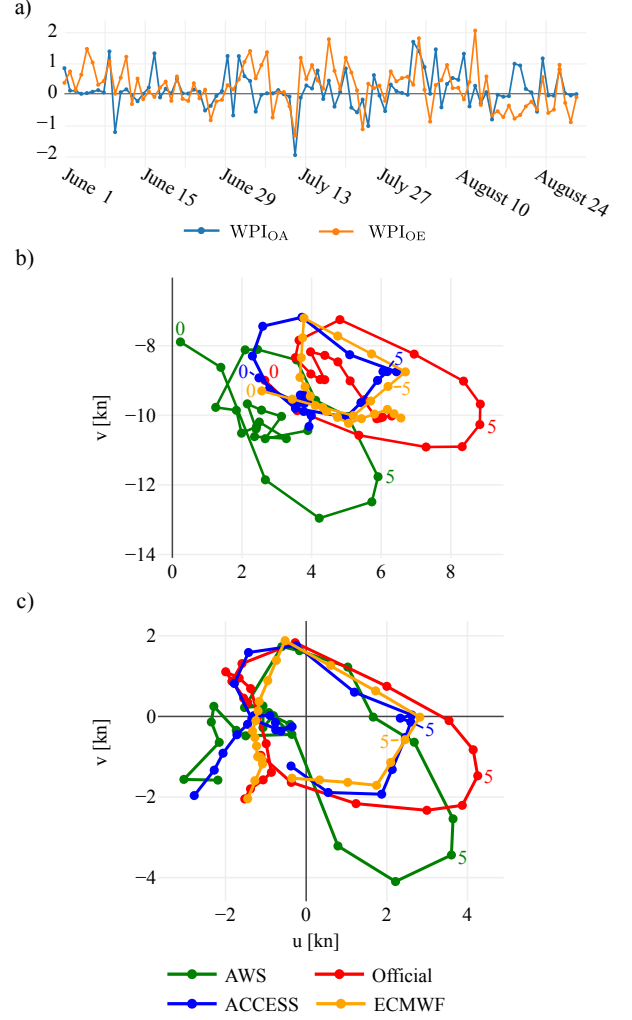 a)
2
1
0
−1
−2
June 1
June 15
June 29
July 13
July 27
August 10
August 24
WPI_OA
WPI_OE
b)
v [kn]
−8
−10
−12
−14
0
0
0
0
5
5
5
5
0
2
4
6
8
c)
v [kn]
2
0
−2
−4
5
5
5
5
−2
0
2
4
u [kn]
AWS
Official
ACCESS
ECMWF